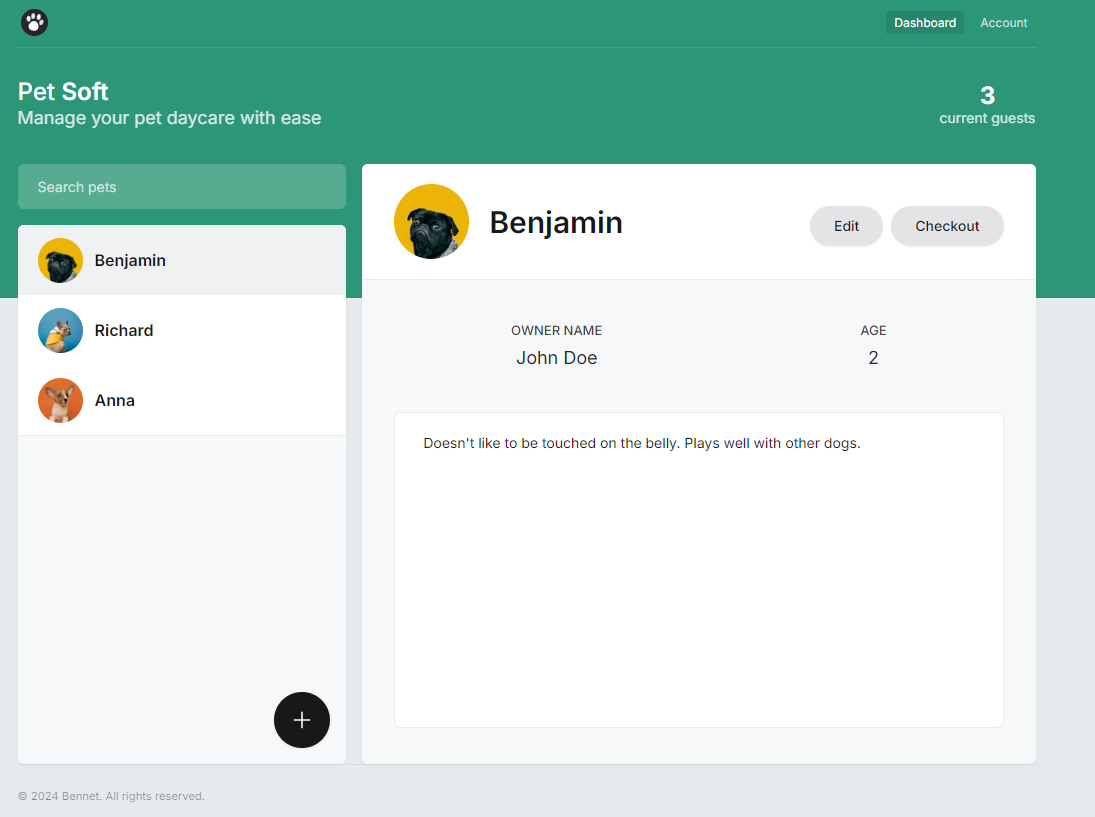 Dashboard Account
Pet Soft
Manage your pet daycare with ease
3
current guests
Search pets
Benjamin
Richard
Anna
Benjamin
Edit Checkout
OWNER NAME
John Doe
AGE
2
Doesn't like to be touched on the belly. Plays well with other dogs.
© 2024 Bennet. All rights reserved.